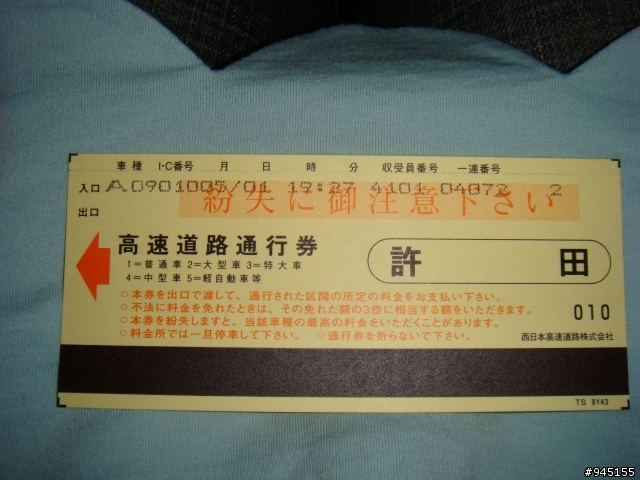 車種 I・C番号 月 日 時 分 収受員番号 一連番号
入口 A 0901005/01 19:27 4101 04072 2
紛失に御注意下さい
出口
高速道路通行券
1＝普通車 2＝大型車 3＝特大車
4＝中型車 5＝軽自動車等
許 田
○本券を出口で渡して、通行された区間の所定の料金をお支払い下さい。
○不法に料金を免れたときは、その免れた額の3倍に相当する額をいただきます。
○本券を紛失しますと、当該車種の最高の料金をいただくことがあります。
○料金所では一旦停車して下さい。 ○通行券を折らないで下さい。
010
西日本高速道路株式会社
TS 8Y43
#945155